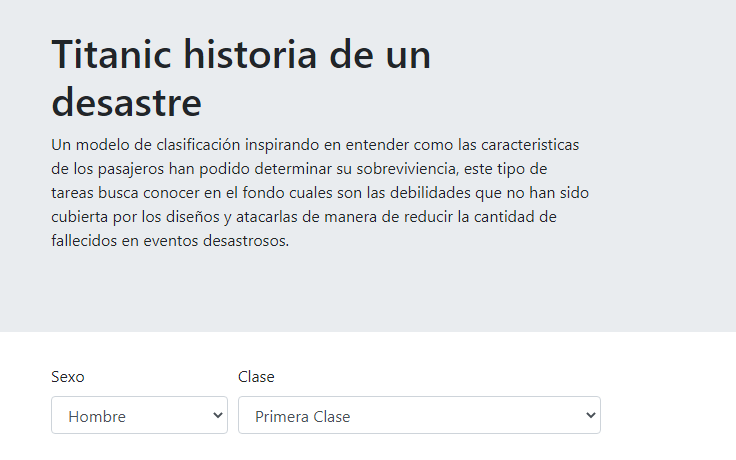 Titanic historia de un
desastre
Un modelo de clasificación inspirando en entender como las caracteristicas
de los pasajeros han podido determinar su sobreviviencia, este tipo de
tareas busca conocer en el fondo cuales son las debilidades que no han sido
cubierta por los diseños y atacarlas de manera de reducir la cantidad de
fallecidos en eventos desastrosos.
Sexo Clase
Hombre Primera Clase